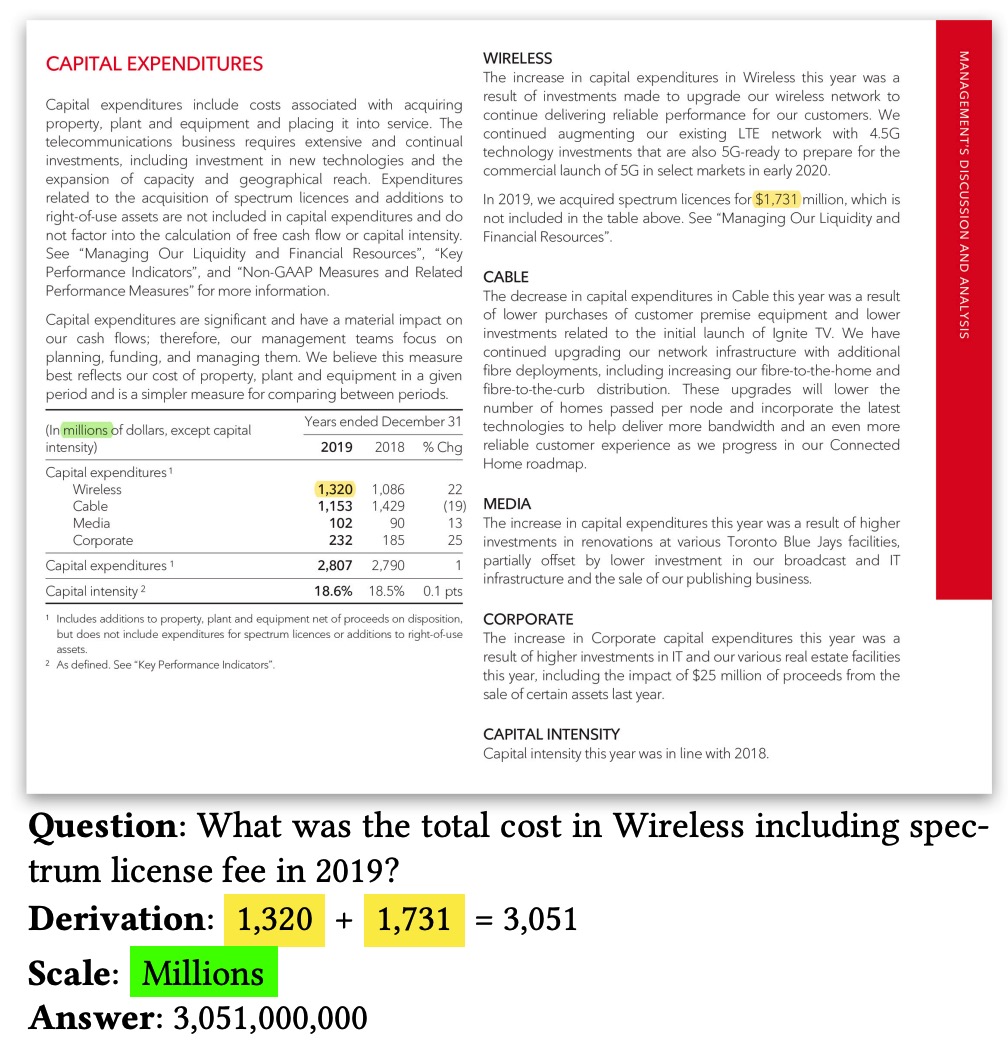 CAPITAL EXPENDITURES
Capital expenditures include costs associated with acquiring
property, plant and equipment and placing it into service. The
telecommunications business requires extensive and continual
investments, including investment in new technologies and the
expansion of capacity and geographical reach. Expenditures
related to the acquisition of spectrum licences and additions to
right-of-use assets are not included in capital expenditures and do
not factor into the calculation of free cash flow or capital intensity.
See “Managing Our Liquidity and Financial Resources”, “Key
Performance Indicators”, and “Non-GAAP Measures and Related
Performance Measures” for more information.
Capital expenditures are significant and have a material impact on
our cash flows; therefore, our management teams focus on
planning, funding, and managing them. We believe this measure
best reflects our cost of property, plant and equipment in a given
period and is a simpler measure for comparing between periods.
Years ended December 31
(In millions of dollars, except capital
intensity) 2019 2018 % Chg
Capital expenditures 1
Wireless 1,320 1,086 22
Cable 1,153 1,429 (19)
Media 102 90 13
Corporate 232 185 25
Capital expenditures 1 2,807 2,790 1
Capital intensity 2 18.6% 18.5% 0.1 pts
1 Includes additions to property, plant and equipment net of proceeds on disposition,
but does not include expenditures for spectrum licences or additions to right-of-use
assets.
2 As defined. See “Key Performance Indicators”.
WIRELESS
The increase in capital expenditures in Wireless this year was a
result of investments made to upgrade our wireless network to
continue delivering reliable performance for our customers. We
continued augmenting our existing LTE network with 4.5G
technology investments that are also 5G-ready to prepare for the
commercial launch of 5G in select markets in early 2020.
In 2019, we acquired spectrum licences for $1,731 million, which is
not included in the table above. See “Managing Our Liquidity and
Financial Resources”.
CABLE
The decrease in capital expenditures in Cable this year was a result
of lower purchases of customer premise equipment and lower
investments related to the initial launch of Ignite TV. We have
continued upgrading our network infrastructure with additional
fibre deployments, including increasing our fibre-to-the-home and
fibre-to-the-curb distribution. These upgrades will lower the
number of homes passed per node and incorporate the latest
technologies to help deliver more bandwidth and an even more
reliable customer experience as we progress in our Connected
Home roadmap.
MEDIA
The increase in capital expenditures this year was a result of higher
investments in renovations at various Toronto Blue Jays facilities,
partially offset by lower investment in our broadcast and IT
infrastructure and the sale of our publishing business.
CORPORATE
The increase in Corporate capital expenditures this year was a
result of higher investments in IT and our various real estate facilities
this year, including the impact of $25 million of proceeds from the
sale of certain assets last year.
CAPITAL INTENSITY
Capital intensity this year was in line with 2018.
MANAGEMENT'S DISCUSSION AND ANALYSIS
Question: What was the total cost in Wireless including spec-
trum license fee in 2019?
Derivation: 1,320 + 1,731 = 3,051
Scale: Millions
Answer: 3,051,000,000